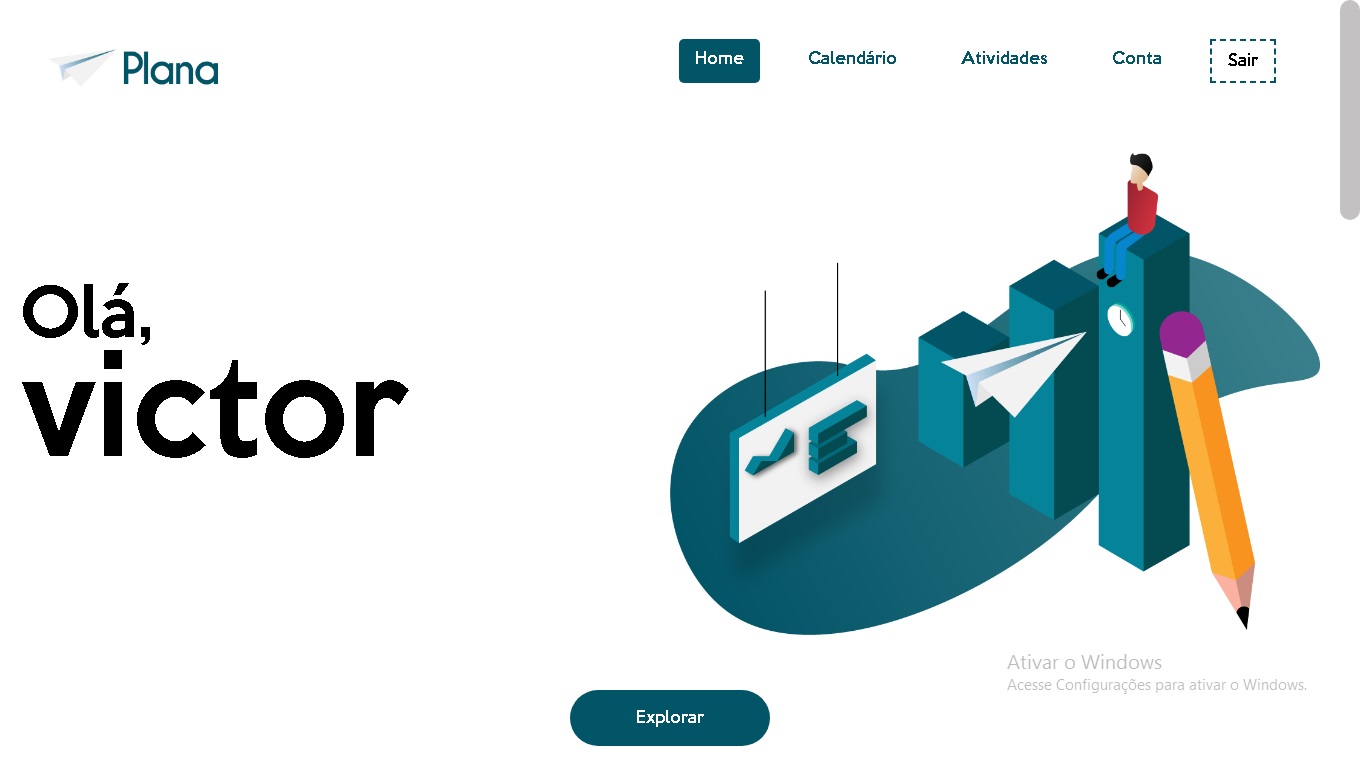 Plana
Home Calendário Atividades Conta Sair
Olá,
victor
Ativar o Windows
Acesse Configurações para ativar o Windows.
Explorar